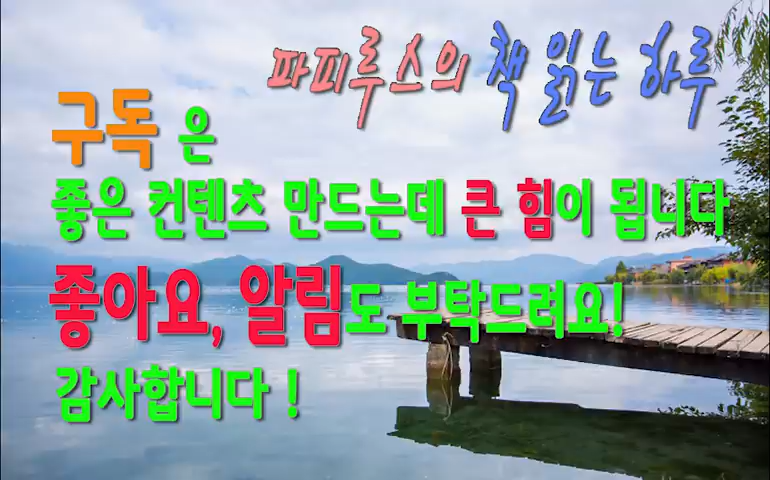 파피루스의 책 읽는 하루
구독 은
좋은 컨텐츠 만드는데 큰 힘이 됩니다
좋아요, 알림도 부탁드려요!
감사합니다 !